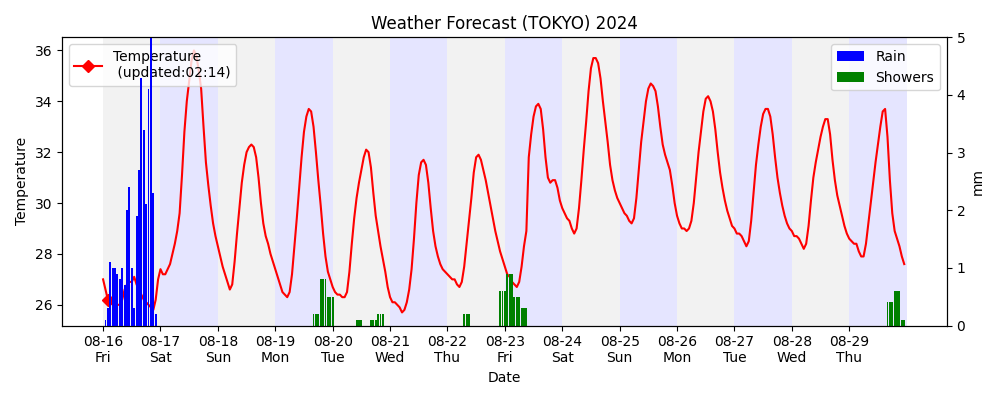 Weather Forecast (TOKYO) 2024
Temperature
(updated:02:14)
Rain
Showers
Temperature
36
34
32
30
28
26
5
4
3
2
1
0
mm
08-16 08-17 08-18 08-19 08-20 08-21 08-22 08-23 08-24 08-25 08-26 08-27 08-28 08-29
Fri Sat Sun Mon Tue Wed Thu Fri Sat Sun Mon Tue Wed Thu
Date